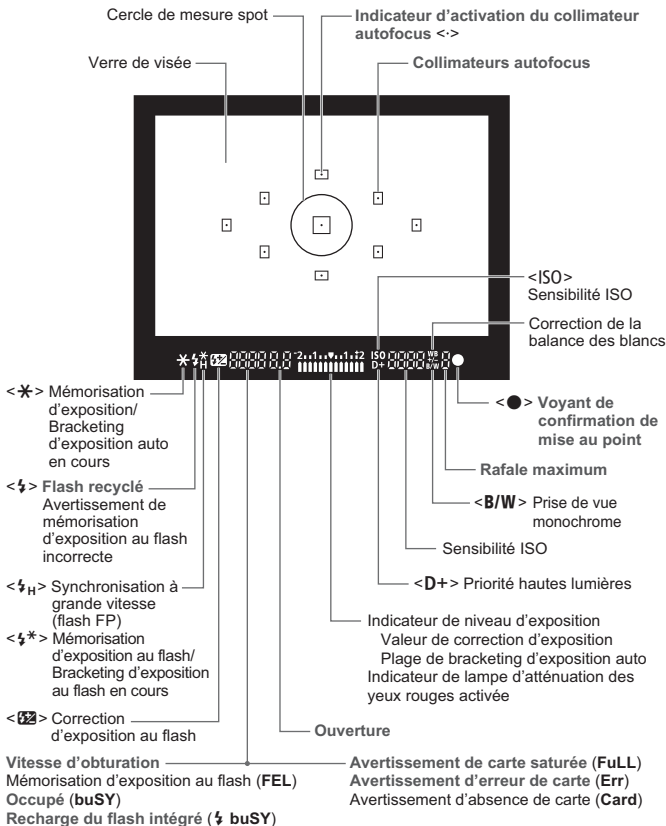 Cercle de mesure spot
Indicateur d'activation du collimateur
autofocus <·>
Verre de visée
Collimateurs autofocus
<ISO>
Sensibilité ISO
Correction de la
balance des blancs
-2..1..▼..1..+2 ISO D+ WB +/- B/W
<✱> Mémorisation
d'exposition/
Bracketing
d'exposition auto
en cours
<●> Voyant de
confirmation de
mise au point
Rafale maximum
<⚡> Flash recyclé
Avertissement de
mémorisation
d'exposition au flash
incorrecte
<B/W> Prise de vue
monochrome
Sensibilité ISO
<D+> Priorité hautes lumières
<⚡H> Synchronisation à
grande vitesse
(flash FP)
<⚡✱> Mémorisation
d'exposition au flash/
Bracketing d'exposition
au flash en cours
Indicateur de niveau d'exposition
Valeur de correction d'exposition
Plage de bracketing d'exposition auto
Indicateur de lampe d'atténuation des
yeux rouges activée
<⚡±> Correction
d'exposition au flash
Ouverture
Vitesse d'obturation
Mémorisation d'exposition au flash (FEL)
Occupé (buSY)
Recharge du flash intégré (⚡ buSY)
Avertissement de carte saturée (FuLL)
Avertissement d'erreur de carte (Err)
Avertissement d'absence de carte (Card)